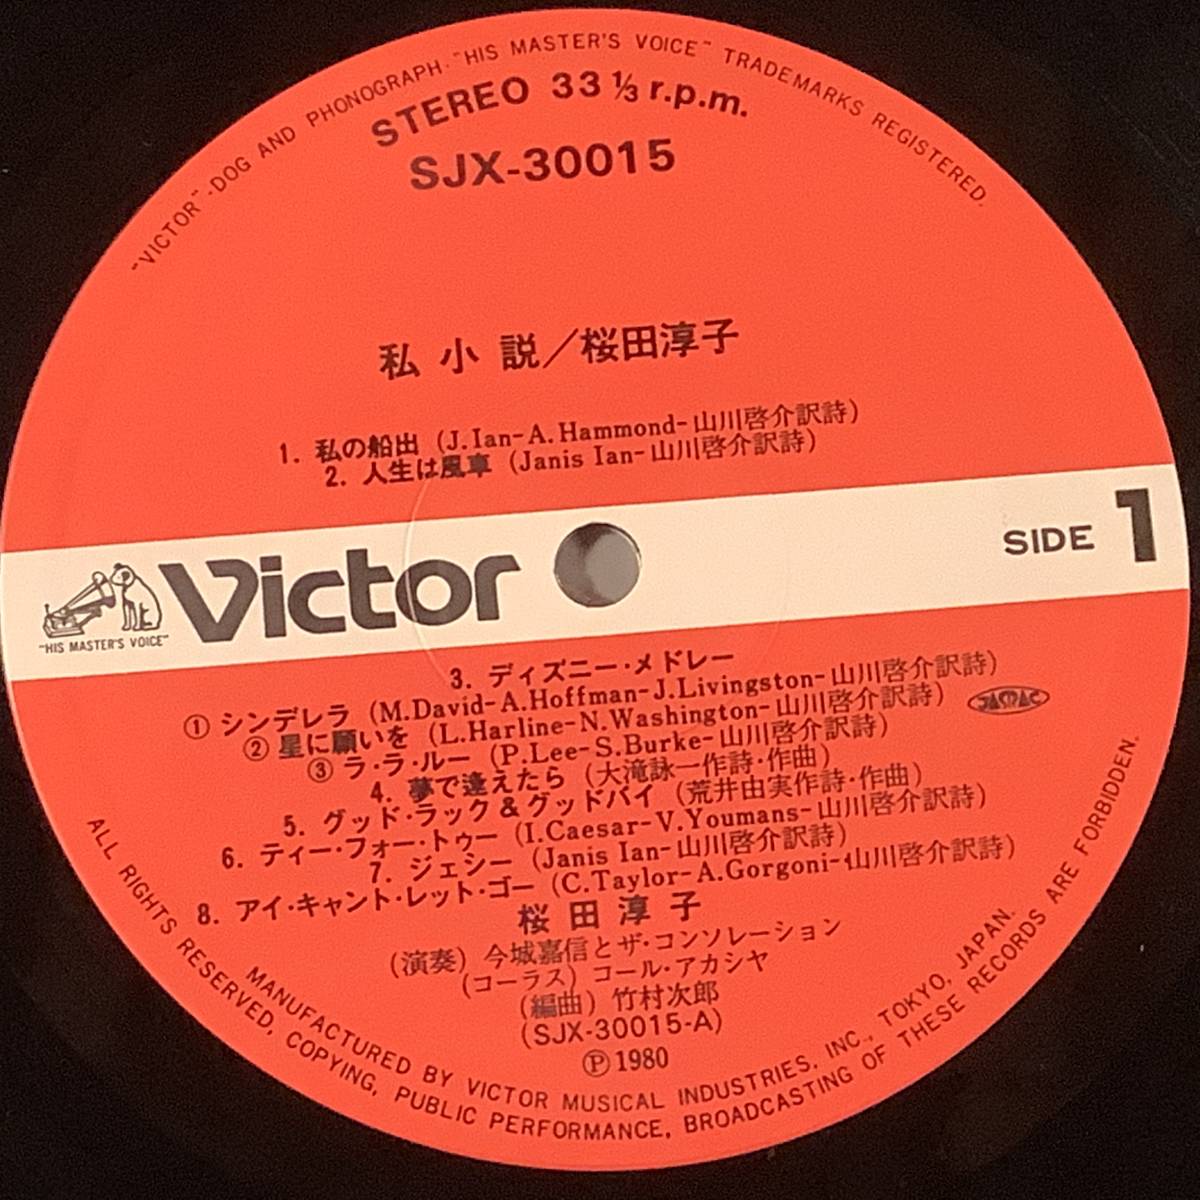 "VICTOR"-DOG AND PHONOGRAPH·"HIS MASTER'S VOICE" TRADEMARKS REGISTERED.
STEREO 33 1/3 r.p.m.
SJX-30015
私小説／桜田淳子
1. 私の船出 (J.Ian-A.Hammond-山川啓介訳詩)
2. 人生は風車 (Janis Ian-山川啓介訳詩)
"HIS MASTER'S VOICE"
Victor
SIDE 1
3. ディズニー・メドレー
① シンデレラ (M.David-A.Hoffman-J.Livingston-山川啓介訳詩)
② 星に願いを (L.Harline-N.Washington-山川啓介訳詩)
JASRAC
③ ラ・ラ・ルー (P.Lee-S.Burke-山川啓介訳詩)
4. 夢で逢えたら (大滝詠一作詩・作曲)
5. グッド・ラック＆グッドバイ (荒井由実作詩・作曲)
6. ティー・フォー・トゥー (I.Caesar-V.Youmans-山川啓介訳詩)
7. ジェシー (Janis Ian-山川啓介訳詩)
8. アイ・キャント・レット・ゴー (C.Taylor-A.Gorgoni-山川啓介訳詩)
桜田淳子
(演奏) 今城嘉信とザ・コンソレーション
(コーラス) コール・アカシヤ
(編曲) 竹村次郎
(SJX-30015-A)
Ⓟ1980
MANUFACTURED BY VICTOR MUSICAL INDUSTRIES, INC., TOKYO, JAPAN.
ALL RIGHTS RESERVED, COPYING, PUBLIC PERFORMANCE, BROADCASTING OF THESE RECORDS ARE FORBIDDEN.